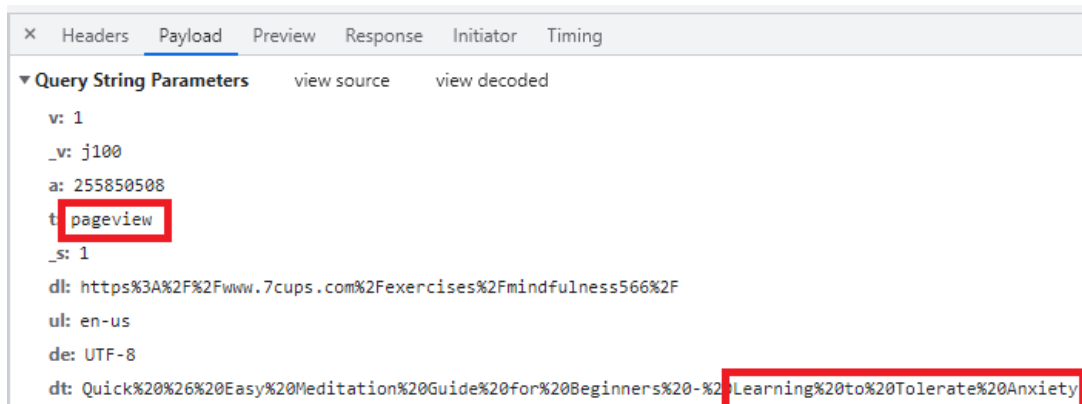 × Headers Payload Preview Response Initiator Timing
▼Query String Parameters view source view decoded
v: 1
_v: j100
a: 255850508
t: pageview
_s: 1
dl: https%3A%2F%2Fwww.7cups.com%2Fexercises%2Fmindfulness566%2F
ul: en-us
de: UTF-8
dt: Quick%20%26%20Easy%20Meditation%20Guide%20for%20Beginners%20-%20Learning%20to%20Tolerate%20Anxiety